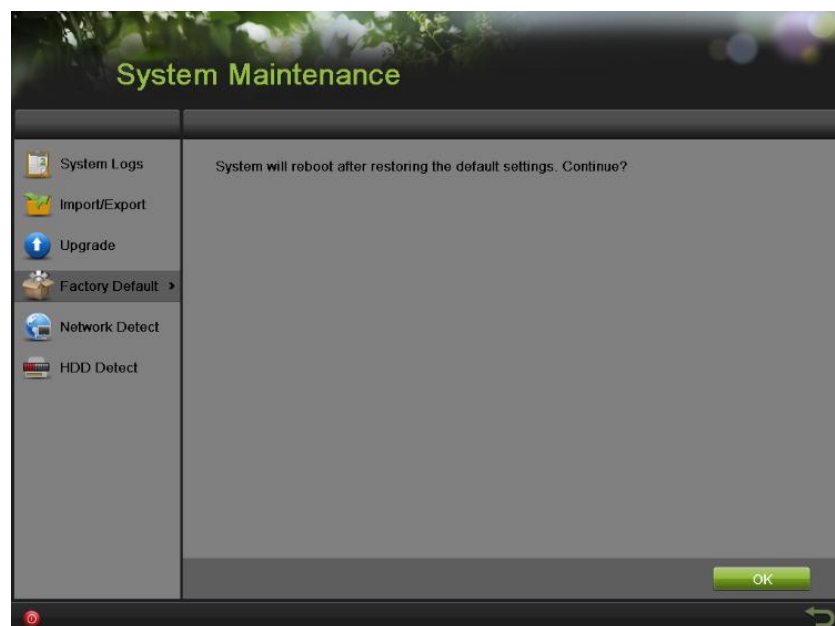 System Maintenance
System Logs
System will reboot after restoring the default settings. Continue?
Import/Export
Upgrade
Factory Default >
Network Detect
HDD Detect
OK